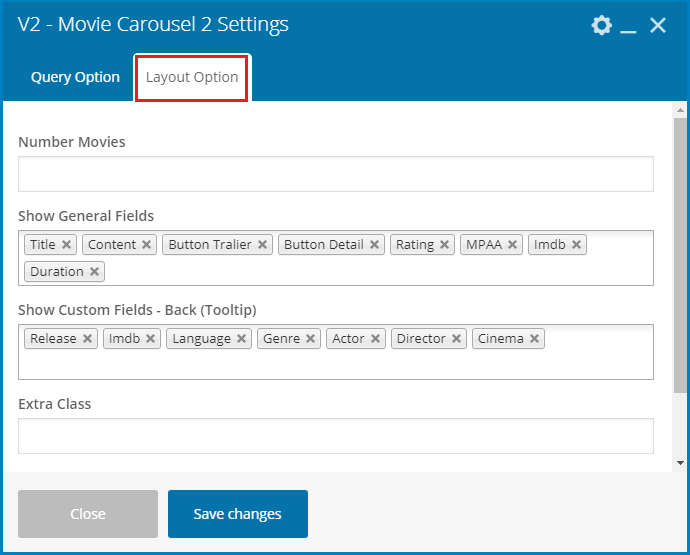 V2 - Movie Carousel 2 Settings
Query Option Layout Option
Number Movies
Show General Fields
Title Content Button Tralier Button Detail Rating MPAA Imdb
Duration
Show Custom Fields - Back (Tooltip)
Release Imdb Language Genre Actor Director Cinema
Extra Class
Close Save changes